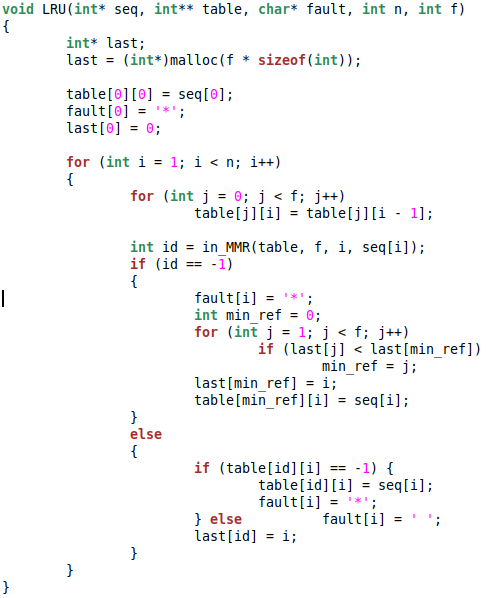 void LRU(int* seq, int** table, char* fault, int n, int f)
{
        int* last;
        last = (int*)malloc(f * sizeof(int));

        table[0][0] = seq[0];
        fault[0] = '*';
        last[0] = 0;

        for (int i = 1; i < n; i++)
        {
                for (int j = 0; j < f; j++)
                        table[j][i] = table[j][i - 1];

                int id = in_MMR(table, f, i, seq[i]);
                if (id == -1)
                {
                        fault[i] = '*';
                        int min_ref = 0;
                        for (int j = 1; j < f; j++)
                                if (last[j] < last[min_ref])
                                        min_ref = j;
                        last[min_ref] = i;
                        table[min_ref][i] = seq[i];
                }
                else
                {
                        if (table[id][i] == -1) {
                                table[id][i] = seq[i];
                                fault[i] = '*';
                        } else          fault[i] = ' ';
                        last[id] = i;
                }
        }
}